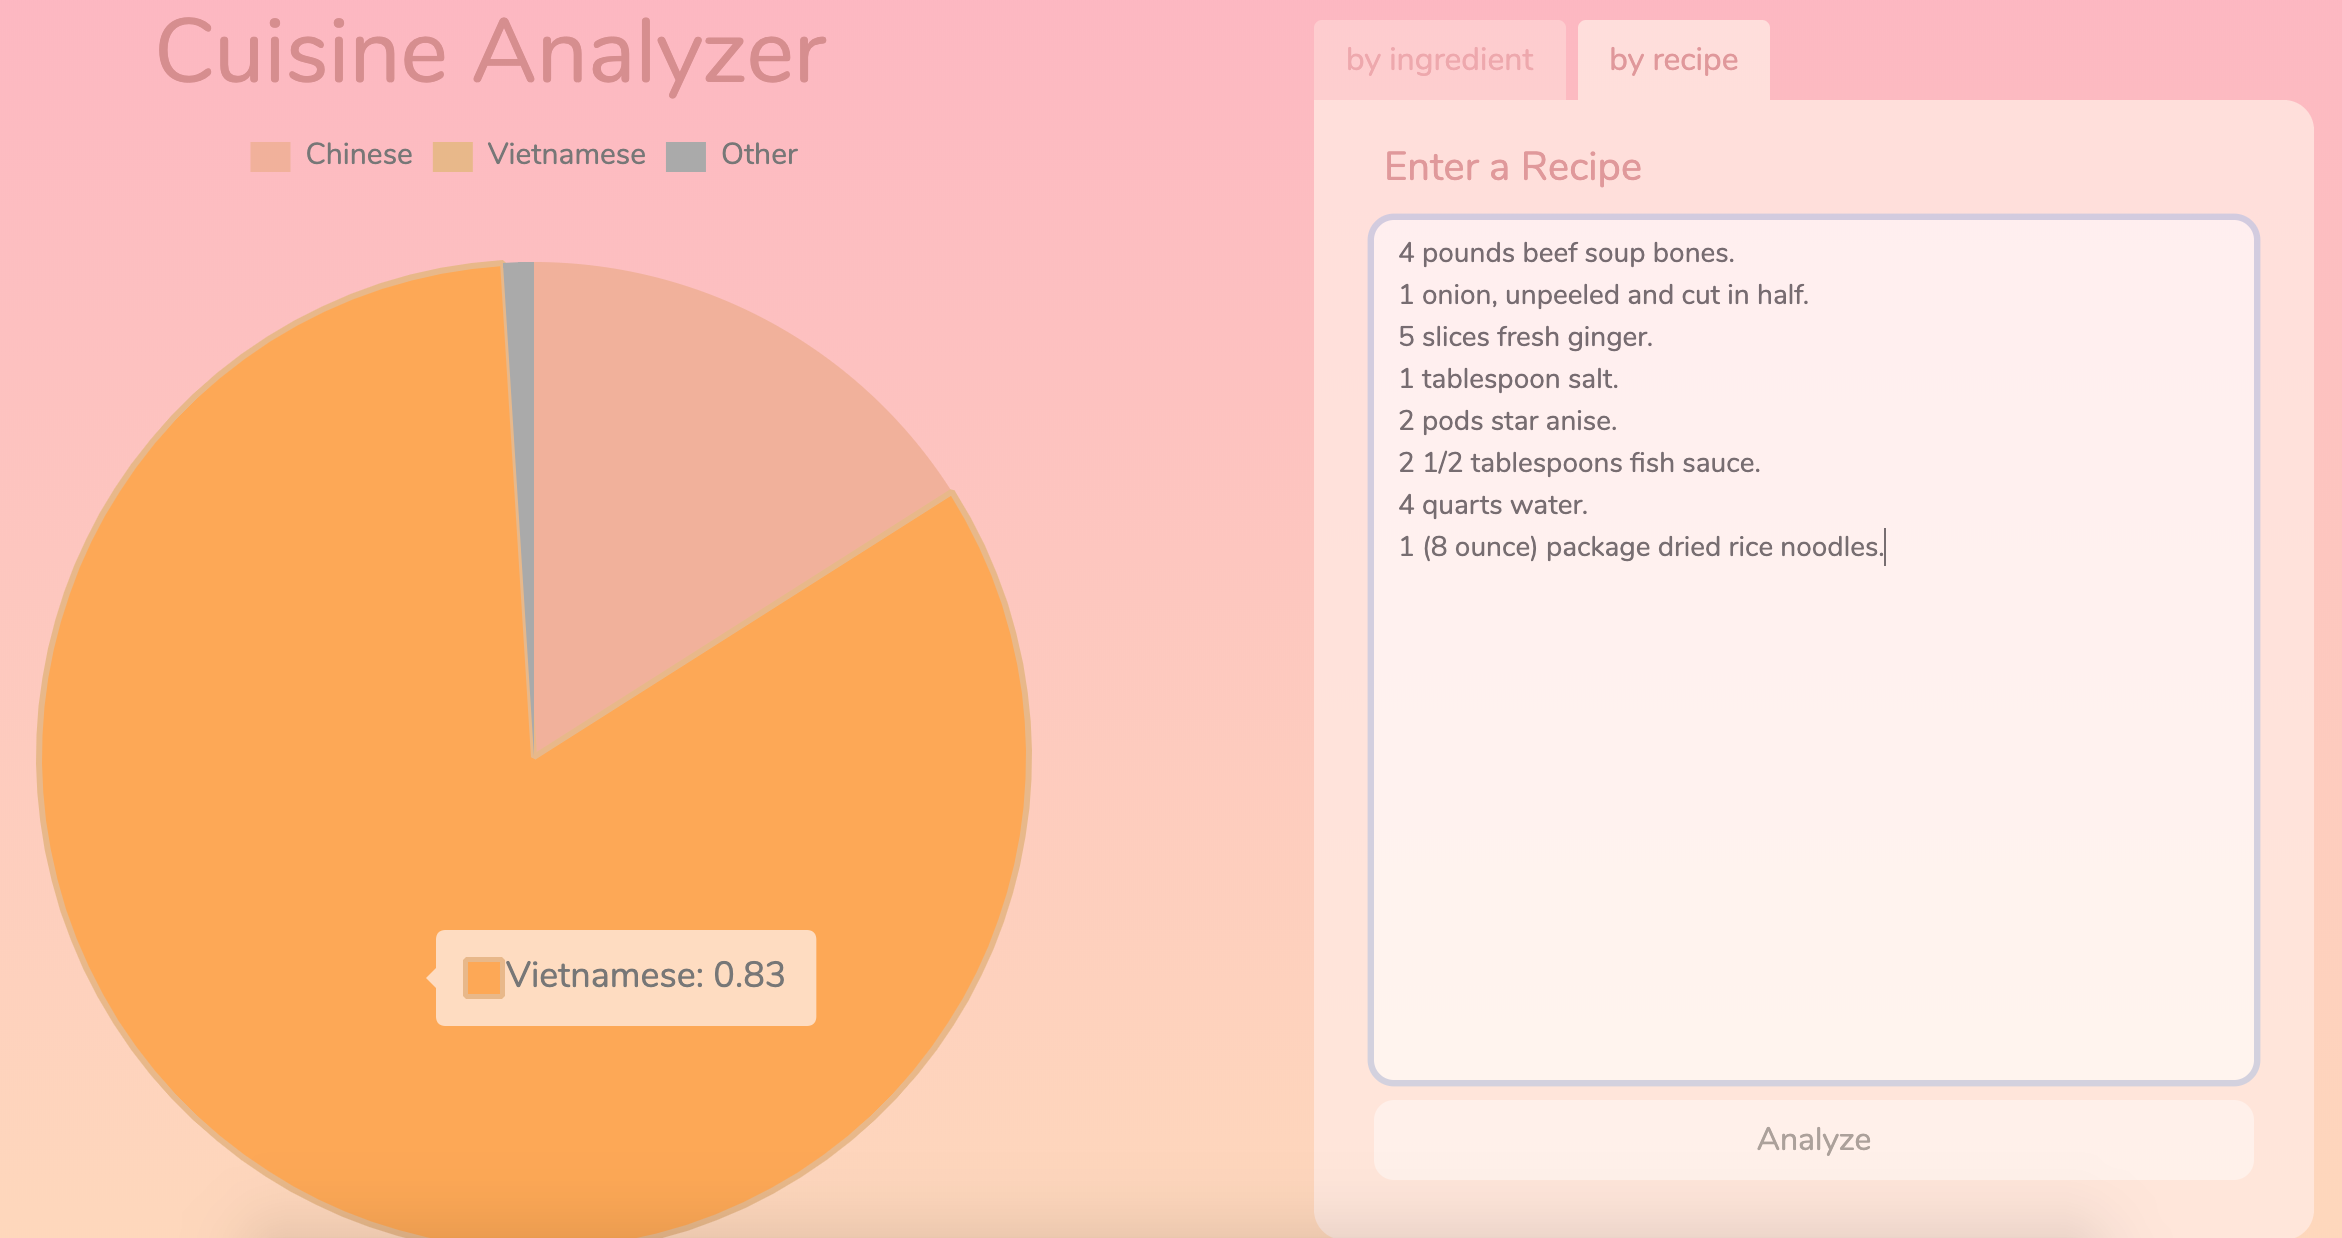 Cuisine Analyzer
Chinese Vietnamese Other
Vietnamese: 0.83
by ingredient by recipe
Enter a Recipe
4 pounds beef soup bones.
1 onion, unpeeled and cut in half.
5 slices fresh ginger.
1 tablespoon salt.
2 pods star anise.
2 1/2 tablespoons fish sauce.
4 quarts water.
1 (8 ounce) package dried rice noodles.
Analyze